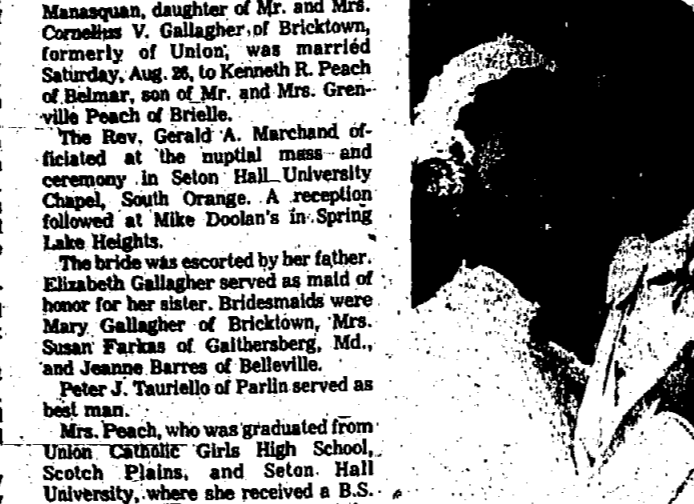 Manasquan, daughter of Mr. and Mrs.
Cornelius V. Gallagher, of Bricktown,
formerly of Union, was married
Saturday, Aug. 26, to Kenneth R. Peach
of Belmar, son of Mr. and Mrs. Gren-
ville Peach of Brielle.
The Rev. Gerald A. Marchand of-
ficiated at the nuptial mass and
ceremony in Seton Hall University
Chapel, South Orange. A reception
followed at Mike Doolan's in Spring
Lake Heights.
The bride was escorted by her father.
Elizabeth Gallagher served as maid of
honor for her sister. Bridesmaids were
Mary Gallagher of Bricktown, Mrs.
Susan Farkas of Gaithersberg, Md.,
and Jeanne Barres of Belleville.
Peter J. Tauriello of Parlin served as
best man.
Mrs. Peach, who was graduated from
Union Catholic Girls High School,
Scotch Plains, and Seton Hall
University, where she received a B.S.